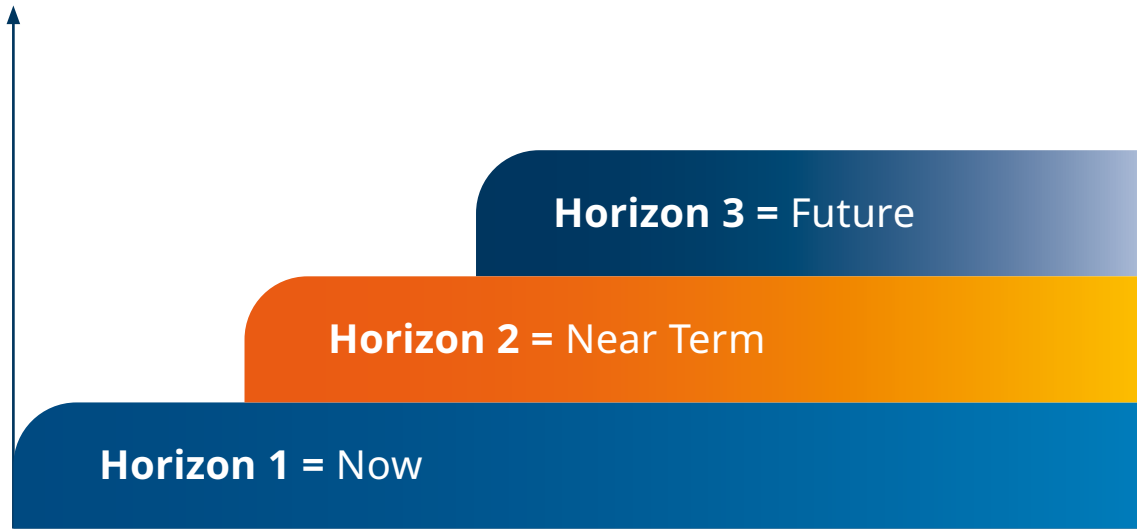 Horizon 3 = Future
Horizon 2 = Near Term
Horizon 1 = Now